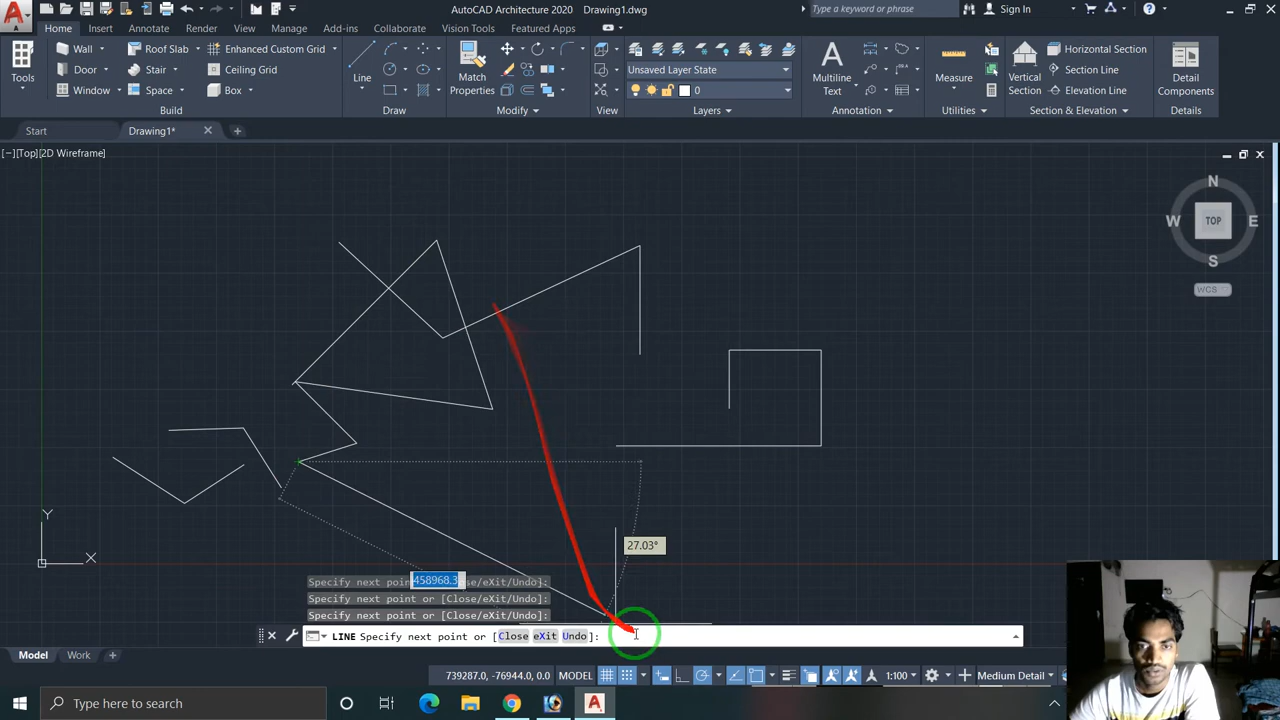 AutoCAD Architecture 2020 Drawing1.dwg
Type a keyword or phrase
Sign In
Home Insert Annotate Render View Manage Add-ins Collaborate Vision Tools Featured Apps
Tools
Wall Roof Slab Enhanced Custom Grid
Door Stair Ceiling Grid
Window Space Box
Build
Line
Draw
Match
Properties
Modify
View
Unsaved Layer State
0
Layers
Multiline
Text
Annotation
Measure
Utilities
Vertical
Section
Horizontal Section
Section Line
Elevation Line
Section & Elevation
Detail
Components
Details
Start Drawing1*
[−][Top][2D Wireframe]
N
W TOP E
S
WCS
Y
X
27.03°
458968.3
Specify next poin se/eXit/Undo]:
Specify next point or [Close/eXit/Undo]:
Specify next point or [Close/eXit/Undo]:
LINE Specify next point or [Close eXit Undo]:
Model Work
739287.0, -76944.0, 0.0 MODEL 1:100 Medium Detail
Type here to search